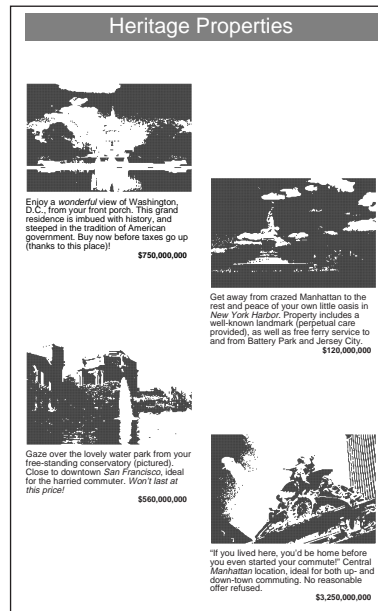 Heritage Properties
Enjoy a wonderful view of Washington,
D.C., from your front porch. This grand
residence is imbued with history, and
steeped in the tradition of American
government. Buy now before taxes go up
(thanks to this place)!
$750,000,000
Get away from crazed Manhattan to the
rest and peace of your own little oasis in
New York Harbor. Property includes a
well-known landmark (perpetual care
provided), as well as free ferry service to
and from Battery Park and Jersey City.
$120,000,000
Gaze over the lovely water park from your
free-standing conservatory (pictured).
Close to downtown San Francisco, ideal
for the harried commuter. Won't last at
this price!
$560,000,000
"If you lived here, you'd be home before
you even started your commute!" Central
Manhattan location, ideal for both up- and
down-town commuting. No reasonable
offer refused.
$3,250,000,000